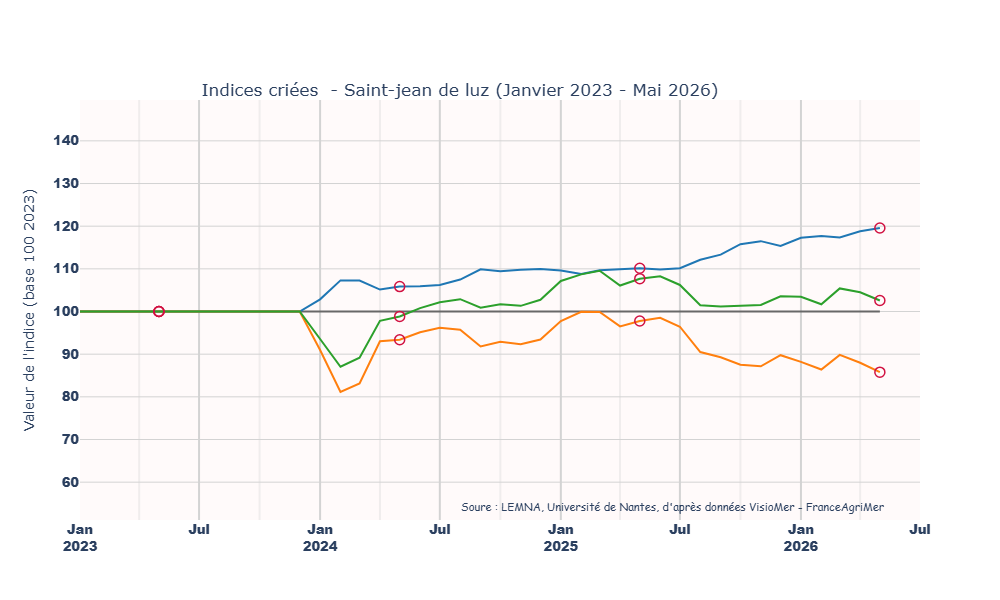 Indices criées  - Saint-jean de luz (Janvier 2023 - Mai 2026)
Valeur de l'indice (base 100 2023)
140
130
120
110
100
90
80
70
60
Soure : LEMNA, Université de Nantes, d'après données VisioMer - FranceAgriMer
Jan Jul Jan Jul Jan Jul Jan Jul
2023 2024 2025 2026